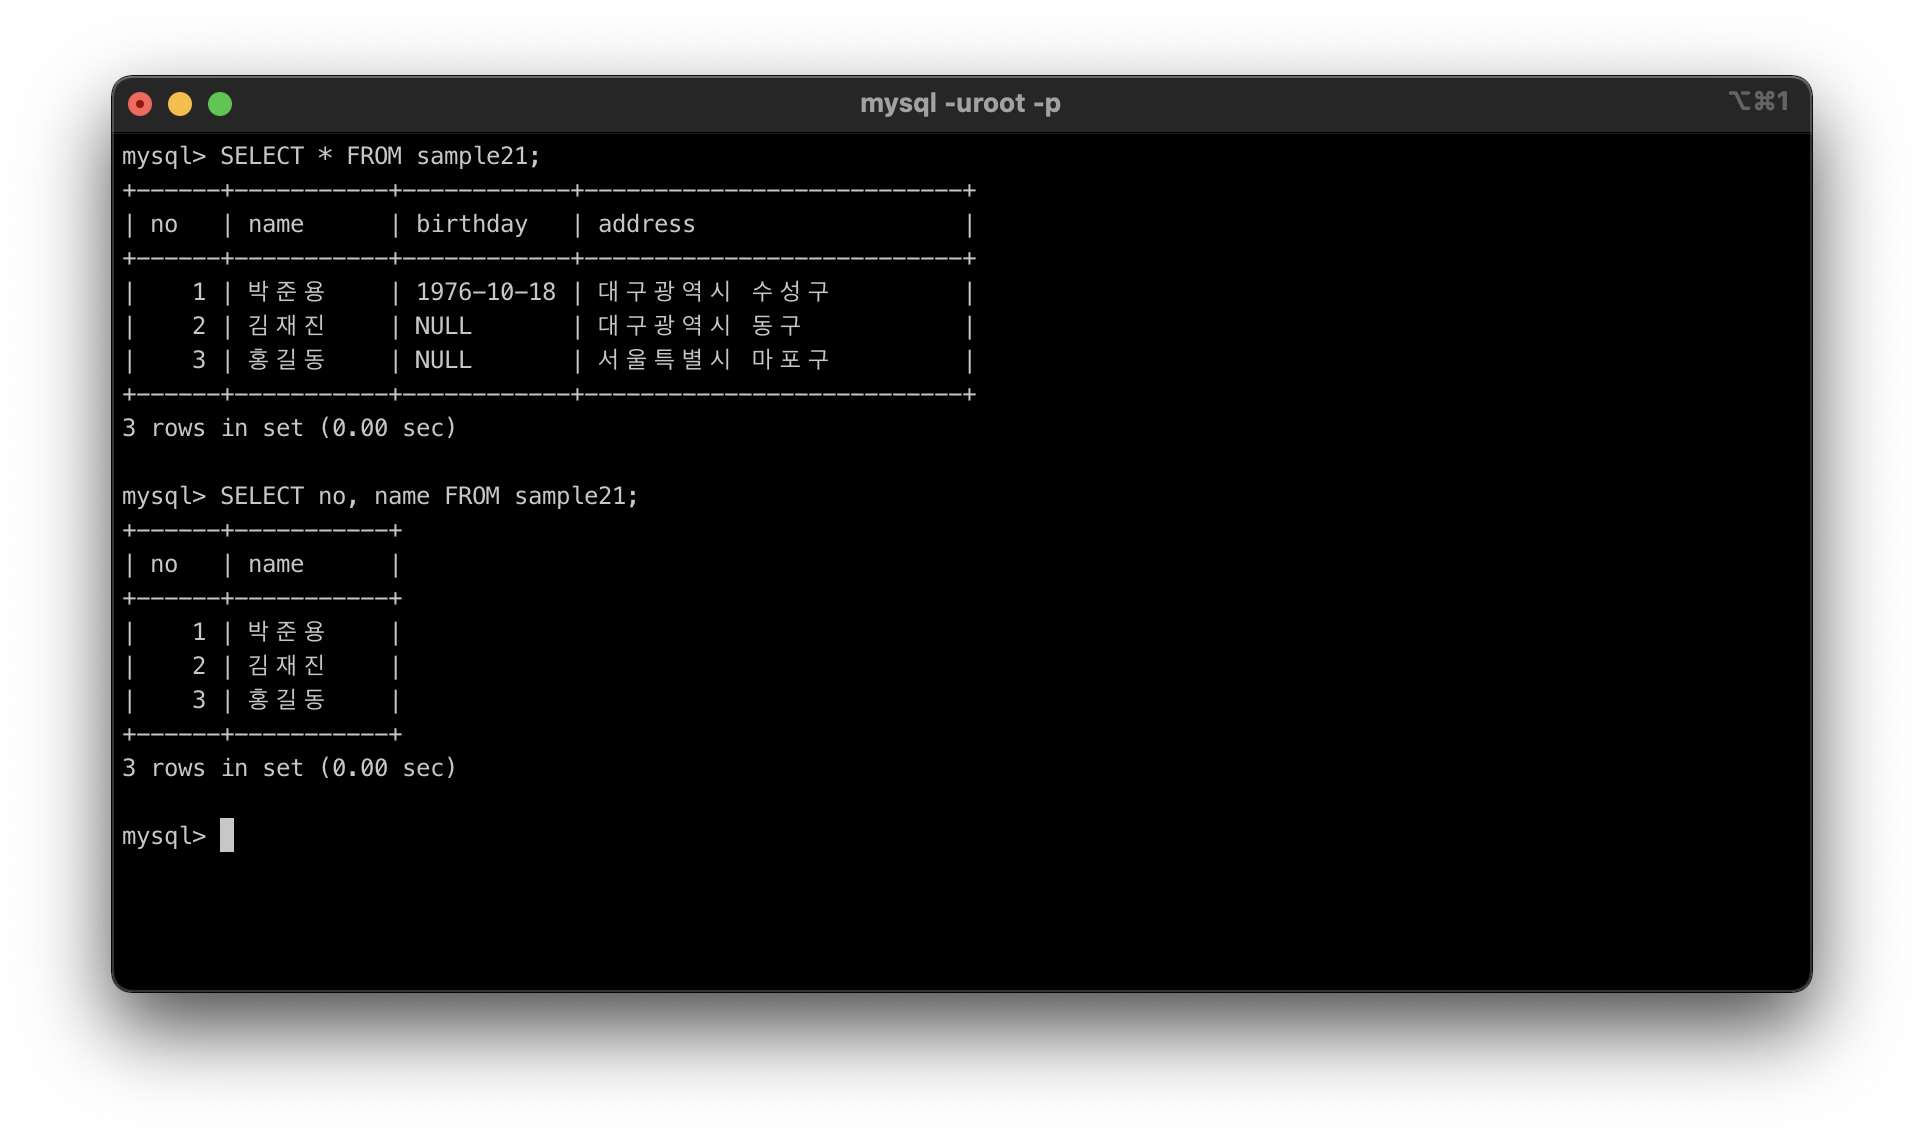 mysql -uroot -p
⌥⌘1
mysql> SELECT * FROM sample21;
+------+-----------+------------+---------------------------+
| no   | name      | birthday   | address                   |
+------+-----------+------------+---------------------------+
|    1 | 박준용    | 1976-10-18 | 대구광역시 수성구         |
|    2 | 김재진    | NULL       | 대구광역시 동구           |
|    3 | 홍길동    | NULL       | 서울특별시 마포구         |
+------+-----------+------------+---------------------------+
3 rows in set (0.00 sec)
mysql> SELECT no, name FROM sample21;
+------+-----------+
| no   | name      |
+------+-----------+
|    1 | 박준용    |
|    2 | 김재진    |
|    3 | 홍길동    |
+------+-----------+
3 rows in set (0.00 sec)
mysql>